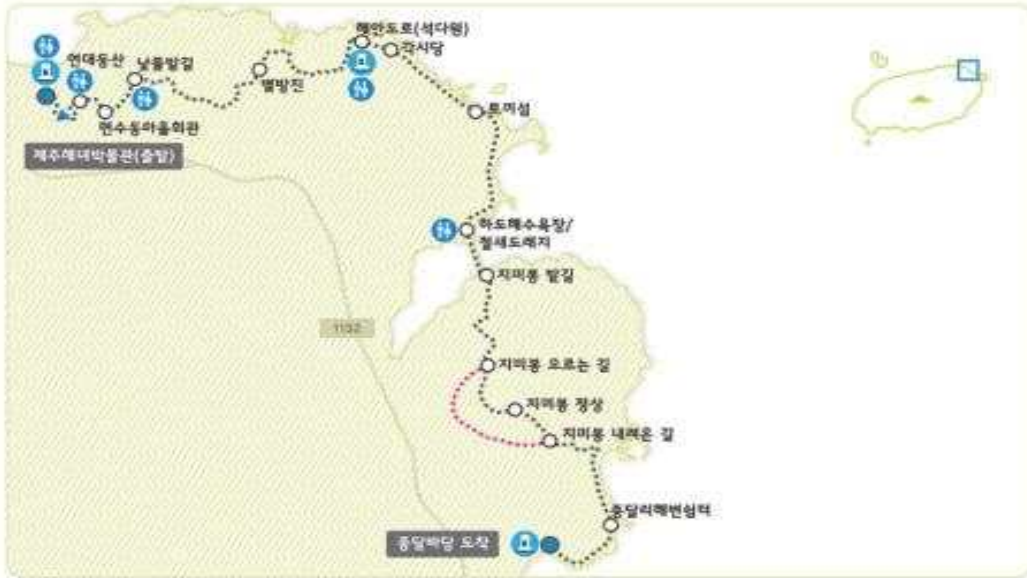 해안도로(석다원)
각시당
연대동산
낯물밭길
별방진
면수동마을회관
토끼섬
제주해녀박물관(출발)
하도해수욕장/
철새도래지
지미봉 밭길
1132
지미봉 오르는 길
지미봉 정상
지미봉 내려온 길
종달리해변쉼터
종달바당 도착